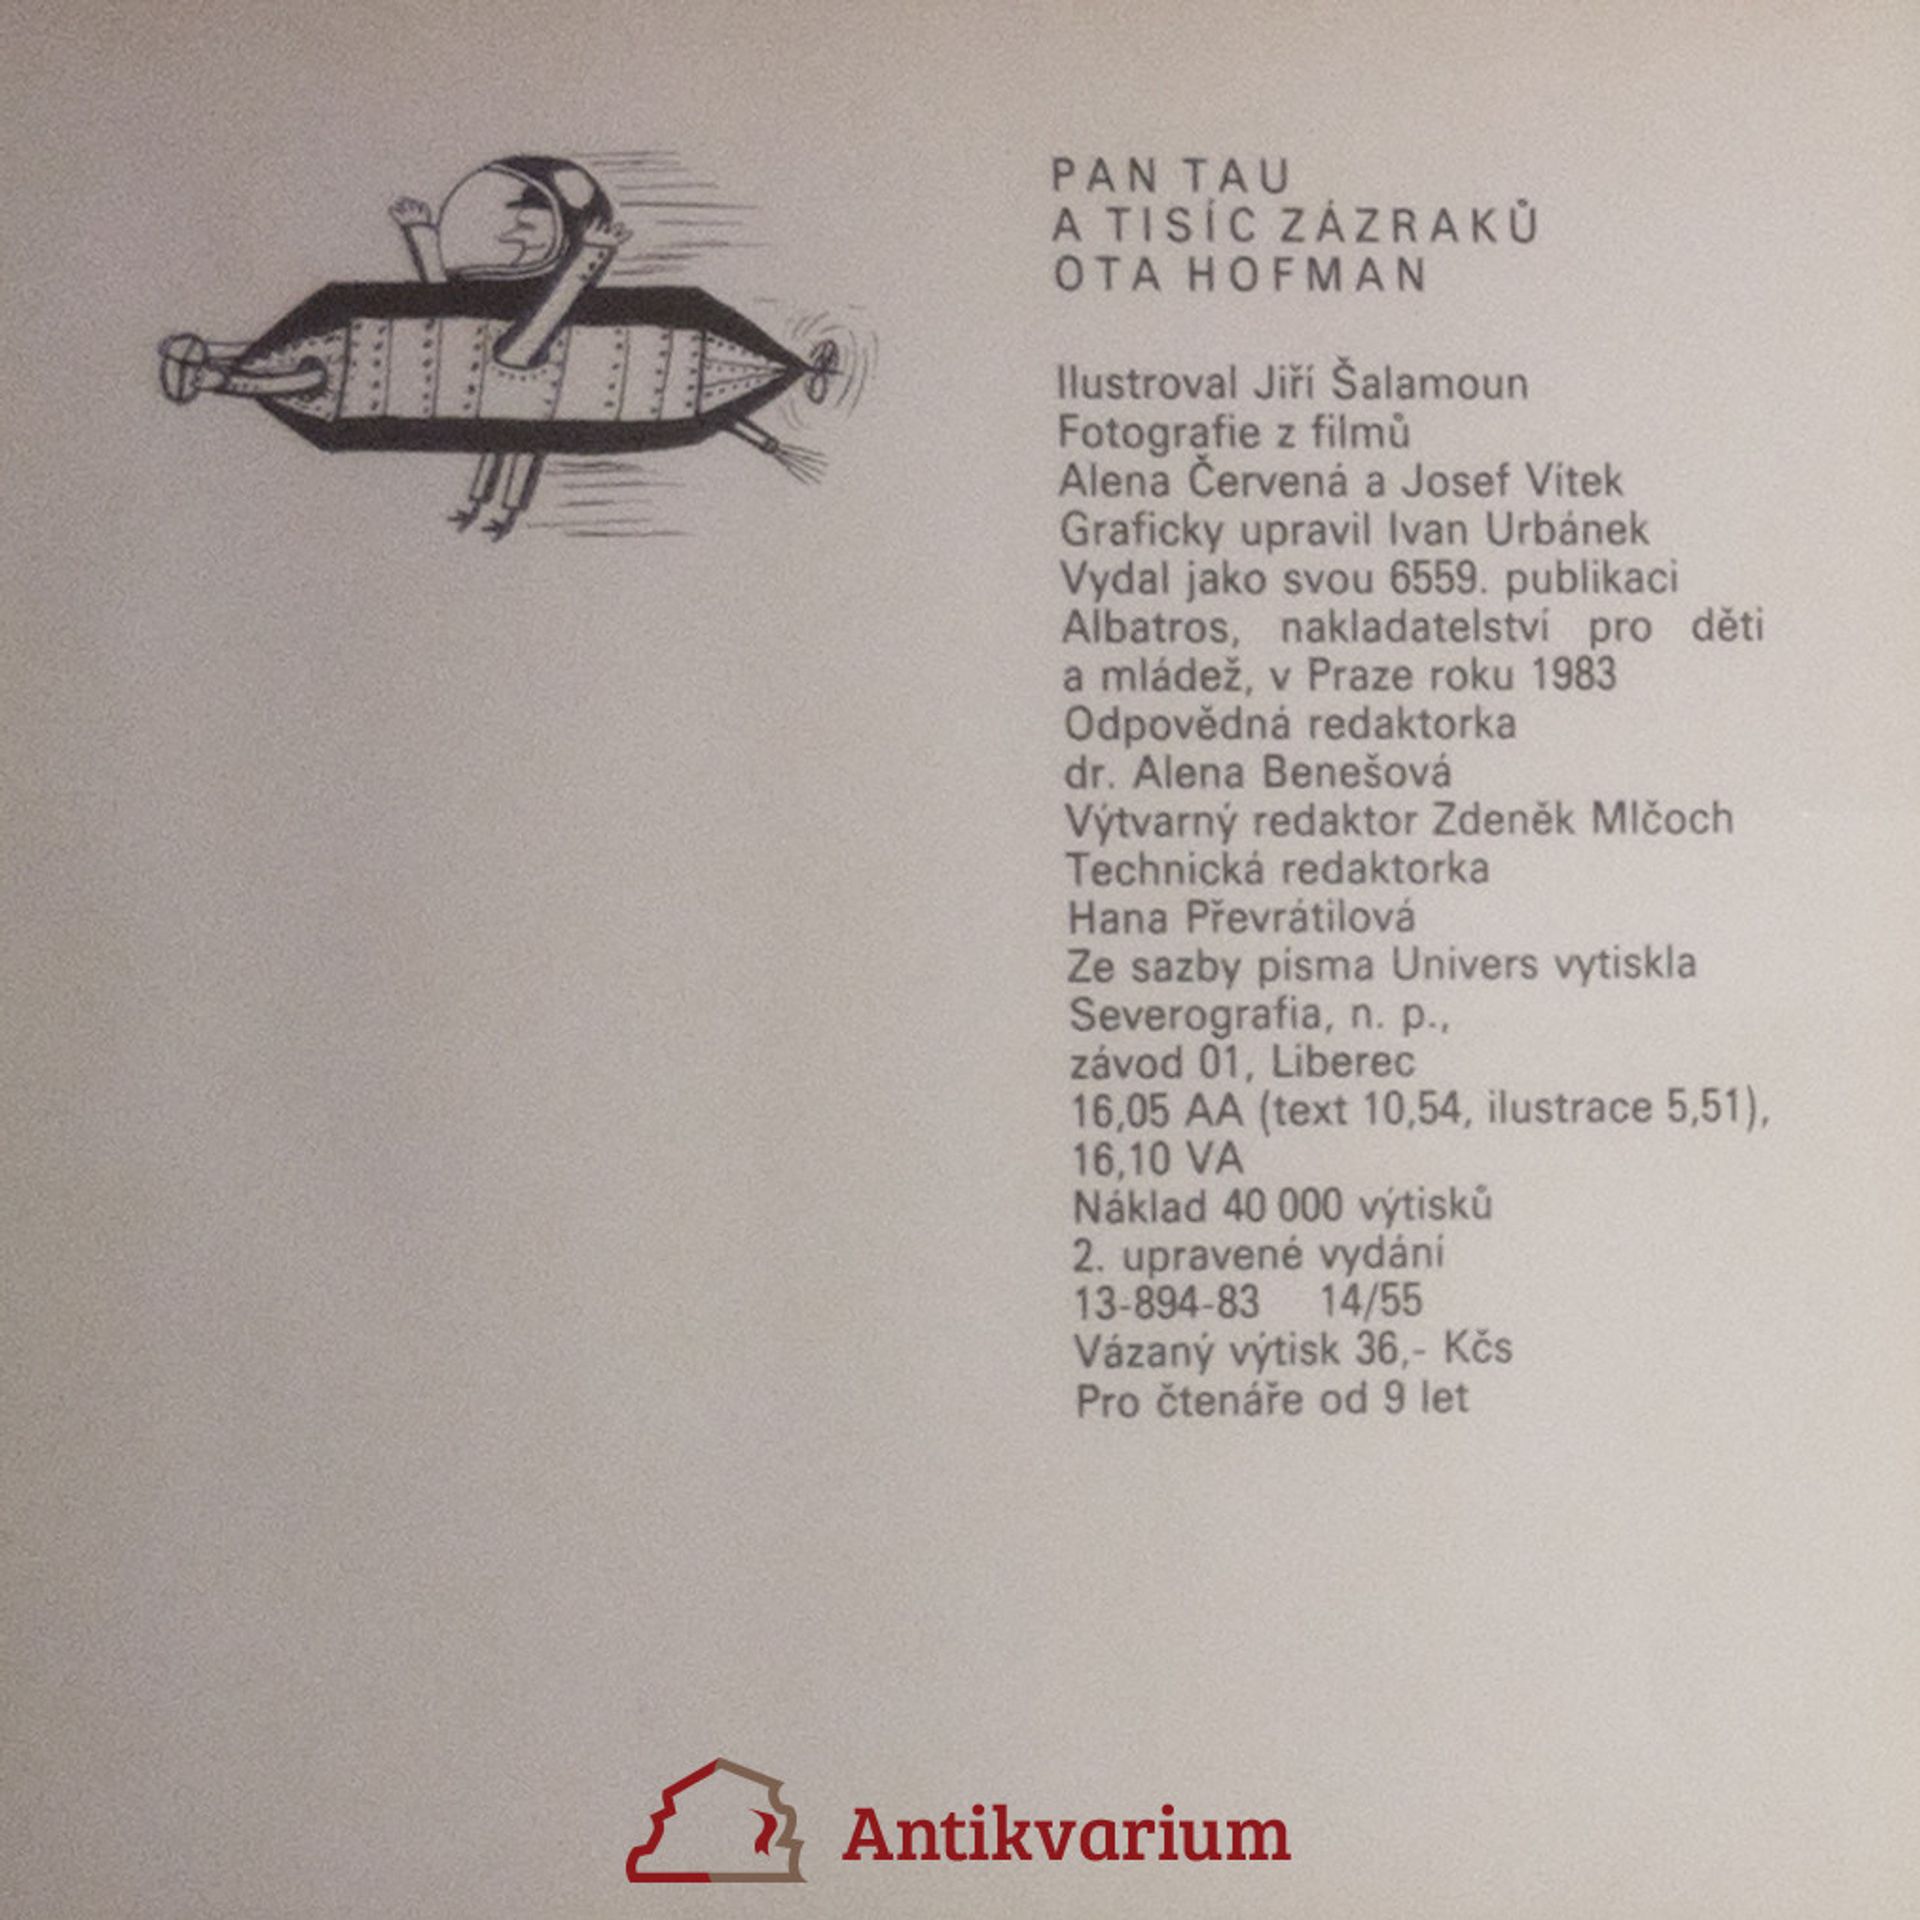 PAN TAU
A TISÍC ZÁZRAKŮ
OTA HOFMAN
Ilustroval Jiří Šalamoun
Fotografie z filmů
Alena Červená a Josef Vítek
Graficky upravil Ivan Urbánek
Vydal jako svou 6559. publikaci
Albatros, nakladatelství pro děti
a mládež, v Praze roku 1983
Odpovědná redaktorka
dr. Alena Benešová
Výtvarný redaktor Zdeněk Mlčoch
Technická redaktorka
Hana Převrátilová
Ze sazby písma Univers vytiskla
Severografia, n. p.,
závod 01, Liberec
16,05 AA (text 10,54, ilustrace 5,51),
16,10 VA
Náklad 40 000 výtisků
2. upravené vydání
13-894-83 14/55
Vázaný výtisk 36,- Kčs
Pro čtenáře od 9 let
Antikvarium